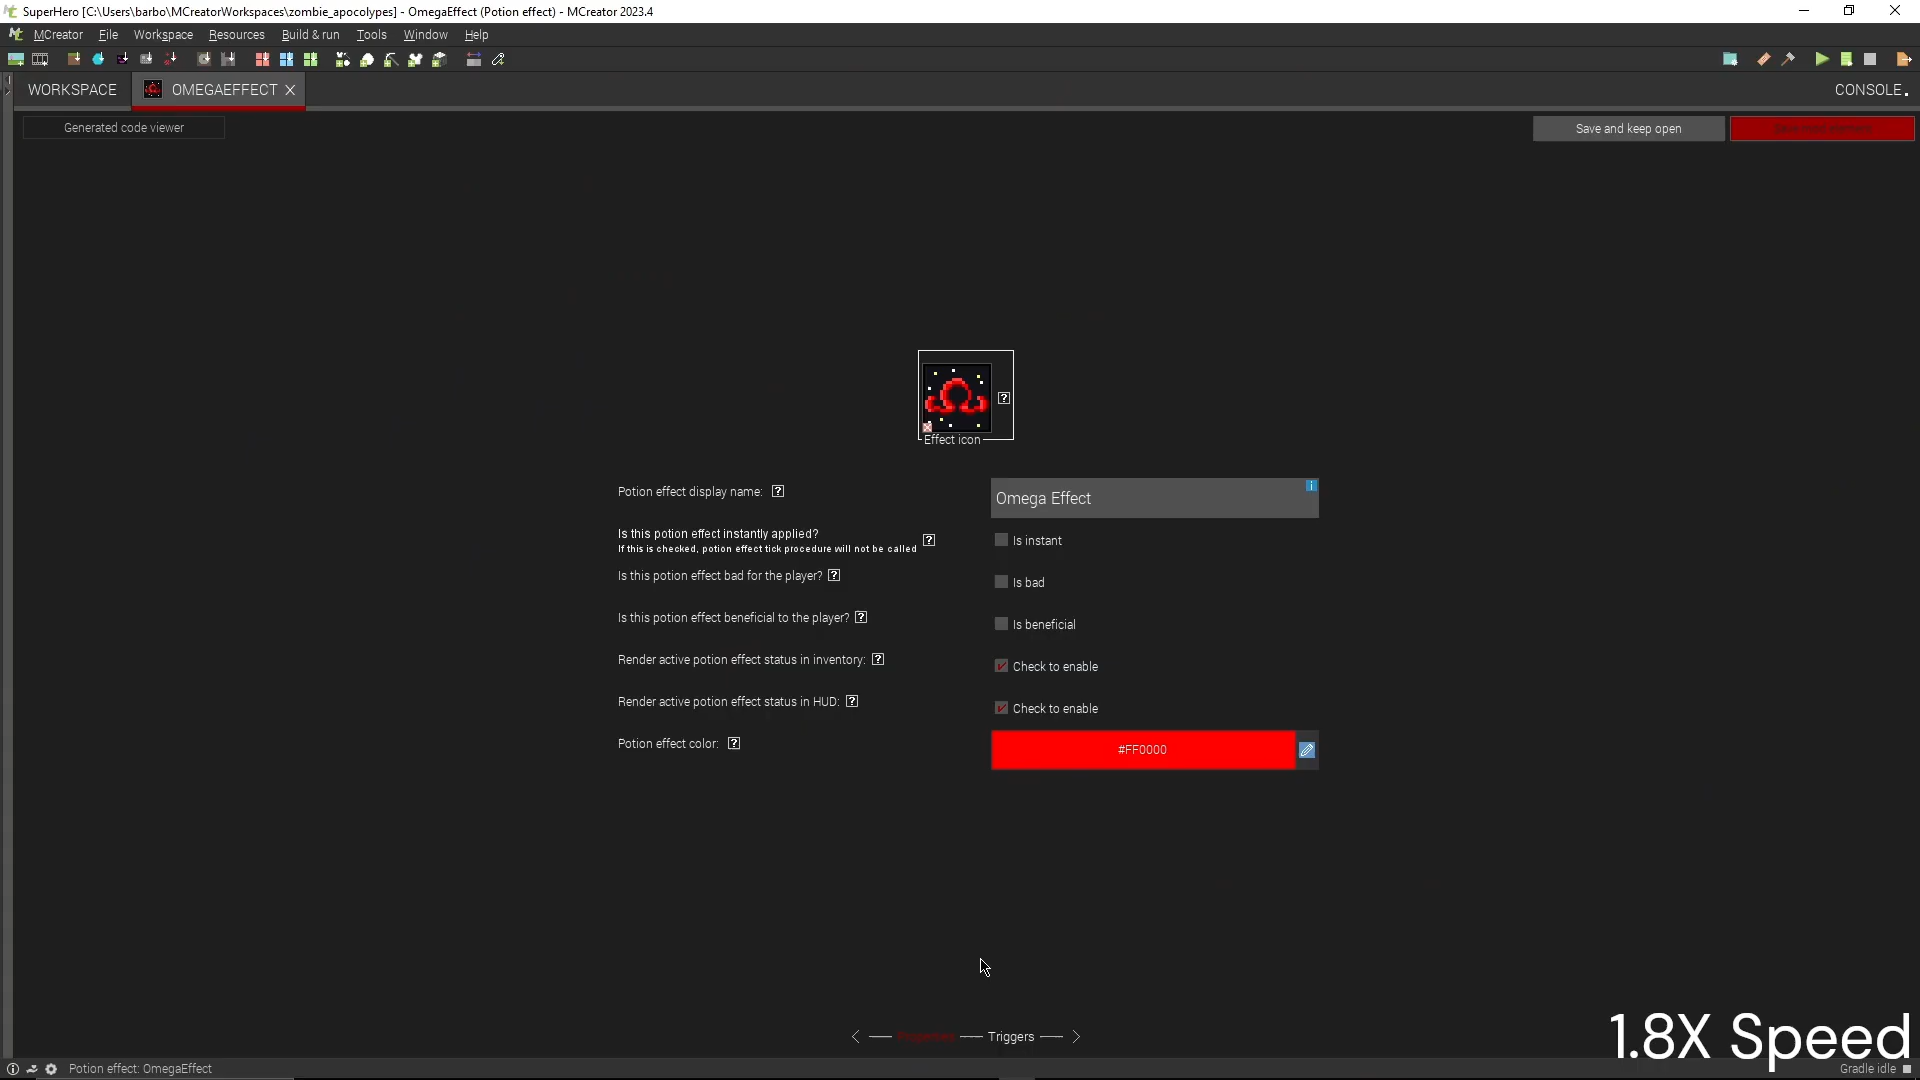 SuperHero [C:\Users\barbo\MCreatorWorkspaces\zombie_apocolypes] - OmegaEffect (Potion effect) - MCreator 2023.4
MCreator File Workspace Resources Build & run Tools Window Help
WORKSPACE OMEGAEFFECT CONSOLE
Generated code viewer Save and keep open
Effect icon
Potion effect display name: Omega Effect
Is this potion effect instantly applied?
If this is checked, potion effect tick procedure will not be called
Is instant
Is this potion effect bad for the player? Is bad
Is this potion effect beneficial to the player? Is beneficial
Render active potion effect status in inventory: Check to enable
Render active potion effect status in HUD: Check to enable
Potion effect color: #FF0000
Properties Triggers
1.8X Speed
Potion effect: OmegaEffect Gradle idle